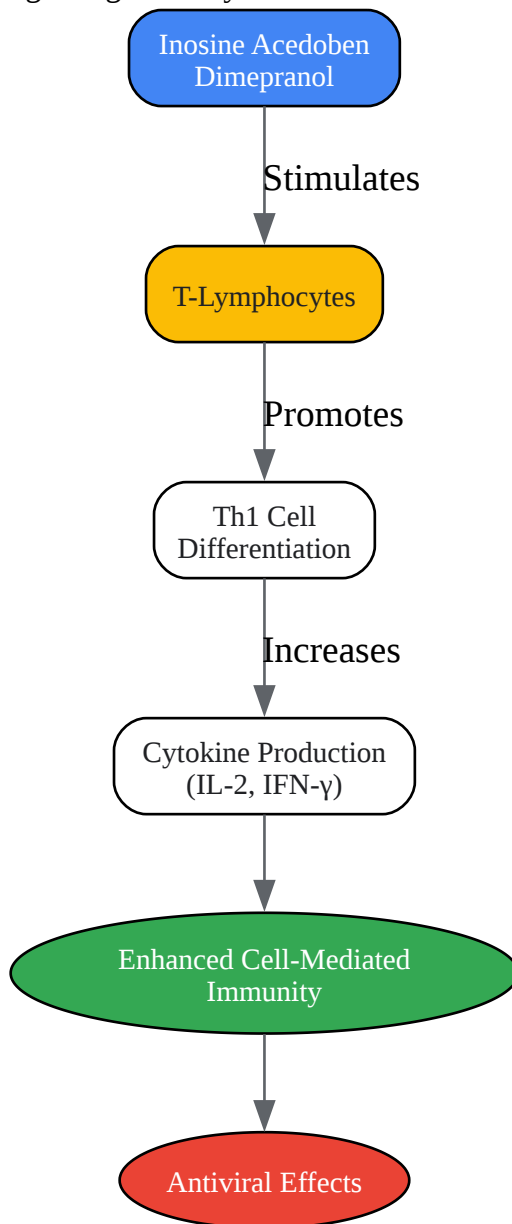 Inosine Acedoben
Dimepranol
Stimulates
T-Lymphocytes
Promotes
Th1 Cell
Differentiation
Increases
Cytokine Production
(IL-2, IFN-γ)
Enhanced Cell-Mediated
Immunity
Antiviral Effects